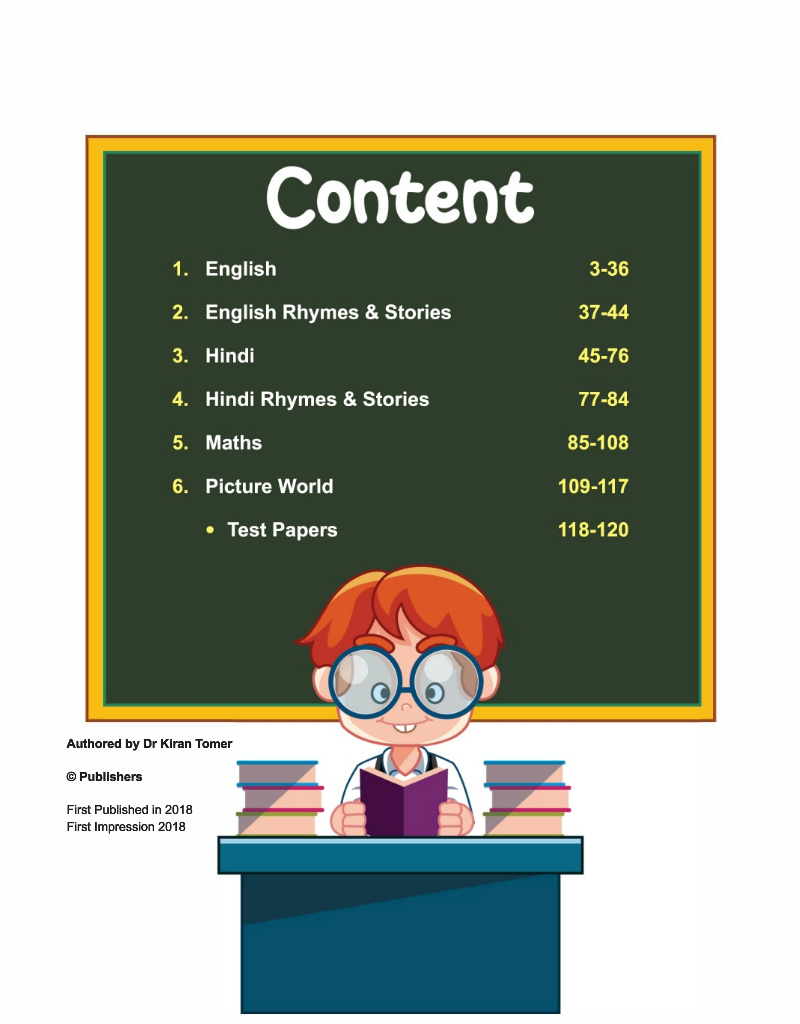 Content
1. English 3-36
2. English Rhymes & Stories 37-44
3. Hindi 45-76
4. Hindi Rhymes & Stories 77-84
5. Maths 85-108
6. Picture World 109-117
• Test Papers 118-120
Authored by Dr Kiran Tomer
© Publishers
First Published in 2018
First Impression 2018